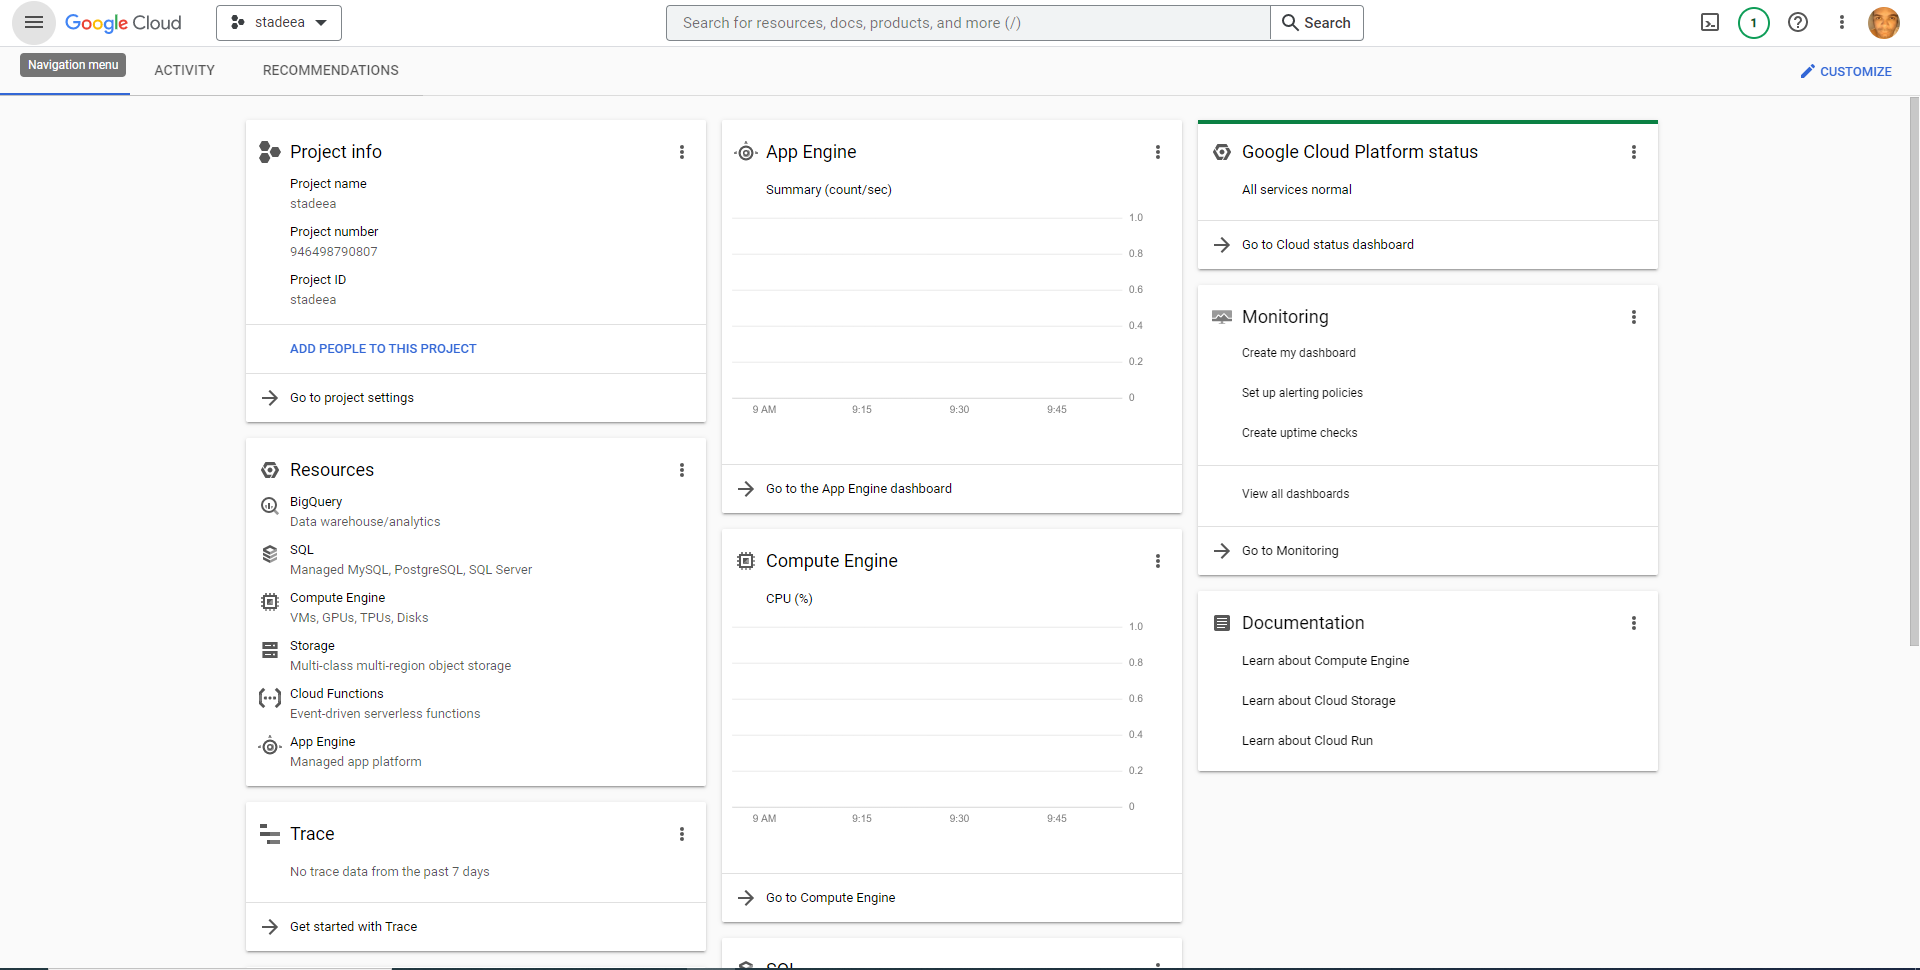 Google Cloud
stadeea
Search for resources, docs, products, and more (/)
Search
1
Navigation menu
ACTIVITY
RECOMMENDATIONS
CUSTOMIZE
Project info
Project name
stadeea
Project number
946498790807
Project ID
stadeea
ADD PEOPLE TO THIS PROJECT
Go to project settings
Resources
BigQuery
Data warehouse/analytics
SQL
Managed MySQL, PostgreSQL, SQL Server
Compute Engine
VMs, GPUs, TPUs, Disks
Storage
Multi-class multi-region object storage
Cloud Functions
Event-driven serverless functions
App Engine
Managed app platform
Trace
No trace data from the past 7 days
Get started with Trace
App Engine
Summary (count/sec)
1.0
0.8
0.6
0.4
0.2
0
9 AM 9:15 9:30 9:45
Go to the App Engine dashboard
Compute Engine
CPU (%)
1.0
0.8
0.6
0.4
0.2
0
9 AM 9:15 9:30 9:45
Go to Compute Engine
SQL
Google Cloud Platform status
All services normal
Go to Cloud status dashboard
Monitoring
Create my dashboard
Set up alerting policies
Create uptime checks
View all dashboards
Go to Monitoring
Documentation
Learn about Compute Engine
Learn about Cloud Storage
Learn about Cloud Run